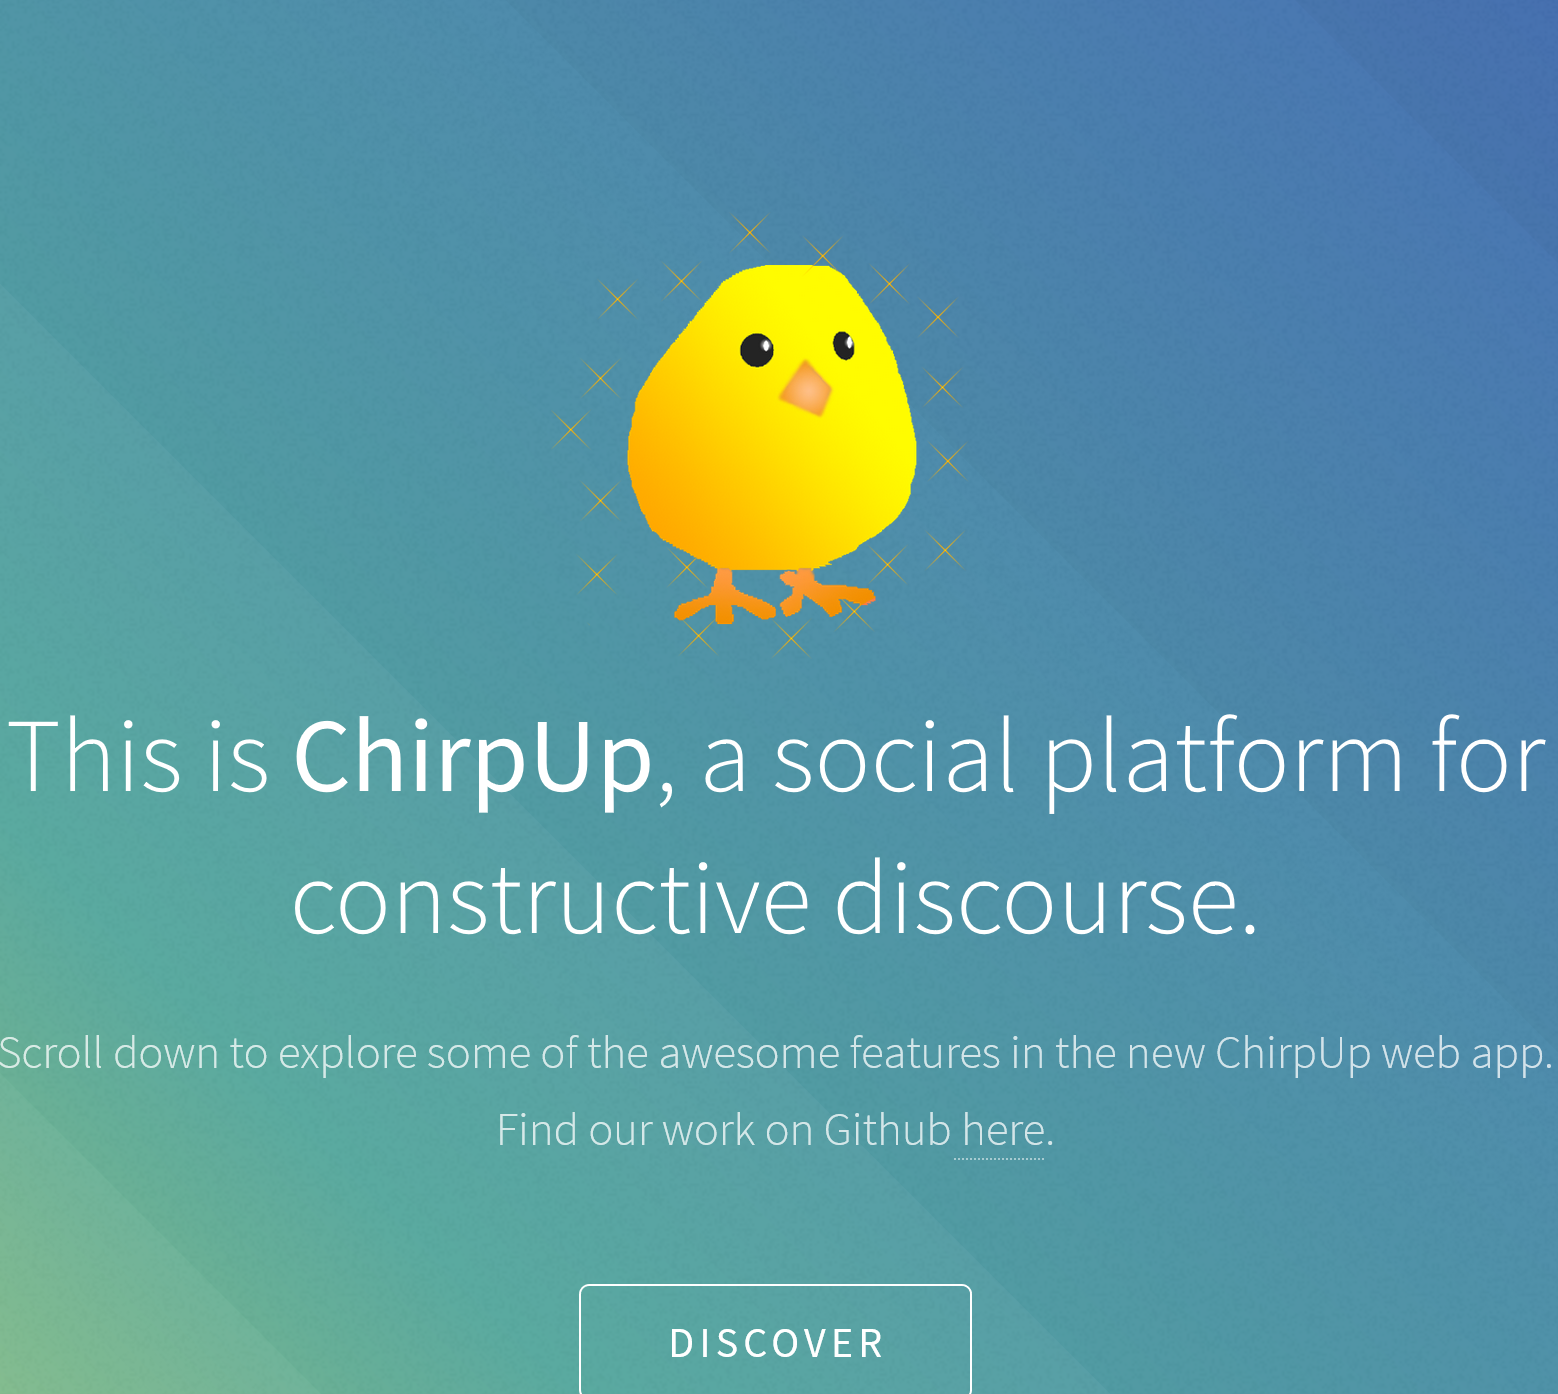 This is ChirpUp, a social platform for
constructive discourse.
Scroll down to explore some of the awesome features in the new ChirpUp web app.
Find our work on Github here.
DISCOVER